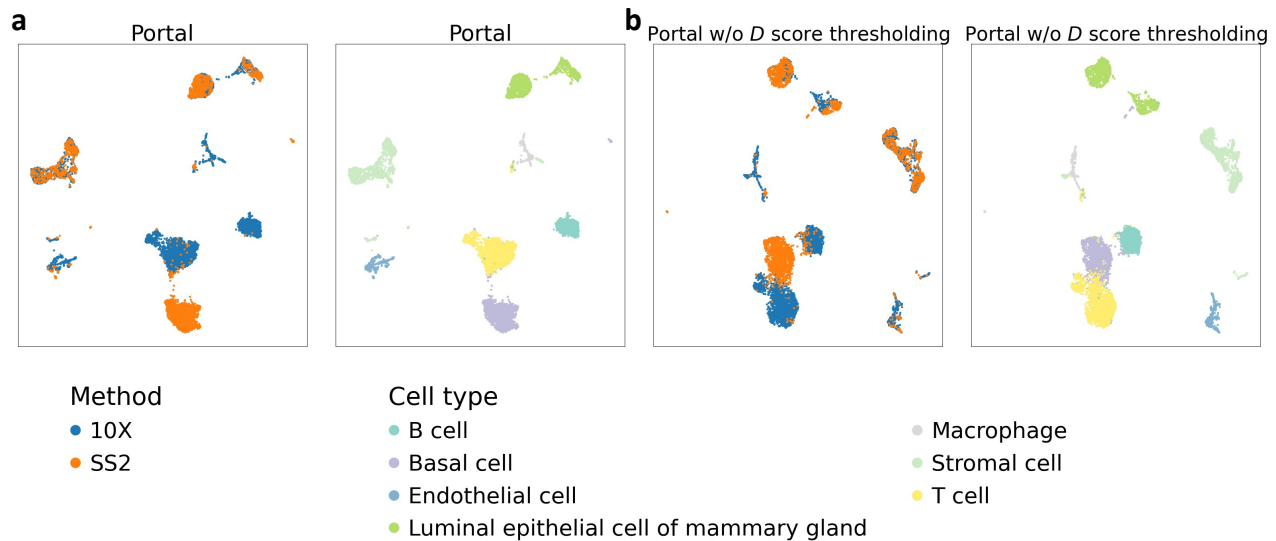 a
b
Portal
Portal
Portal w/o D score thresholding
Portal w/o D score thresholding
Method
10X
SS2
Cell type
B cell
Basal cell
Endothelial cell
Luminal epithelial cell of mammary gland
Macrophage
Stromal cell
T cell